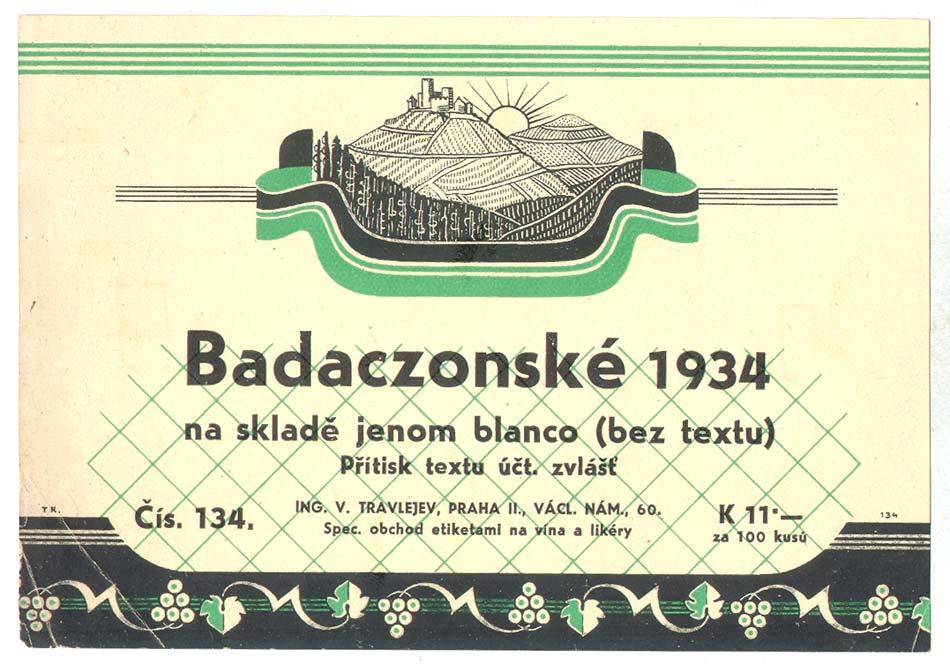 Badaczonské 1934
na skladě jenom blanco (bez textu)
Přítisk textu účt. zvlášť
T.K.
Čís. 134.
ING. V. TRAVLEJEV, PRAHA II., VÁCL. NÁM., 60.
Spec. obchod etiketami na vína a likéry
K 11·—
za 100 kusů
134